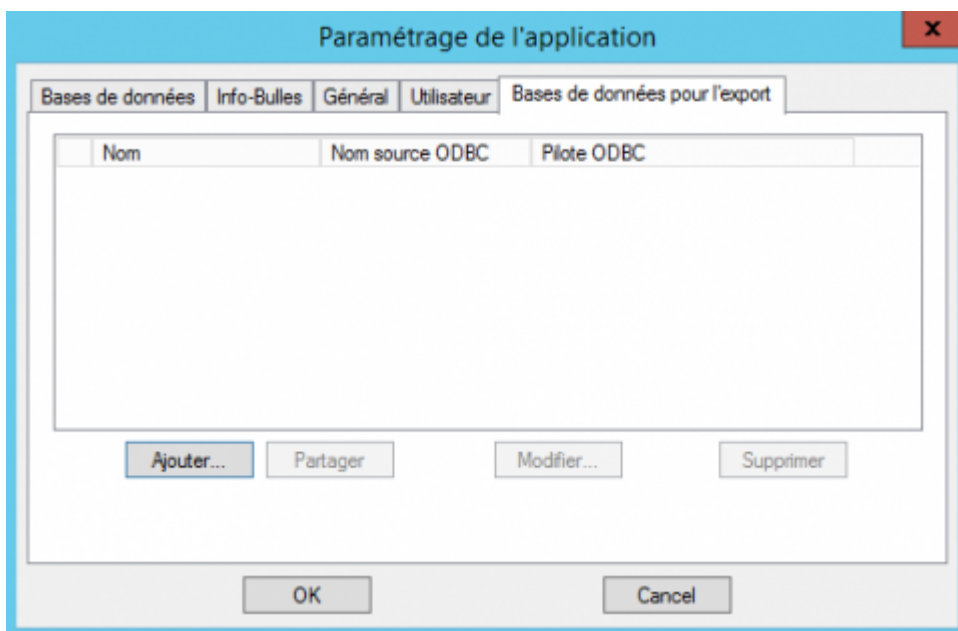 Paramétrage de l'application
x
Bases de données Info-Bulles Général Utilisateur Bases de données pour l'export
Nom Nom source ODBC Pilote ODBC
Ajouter... Partager Modifier... Supprimer
OK Cancel